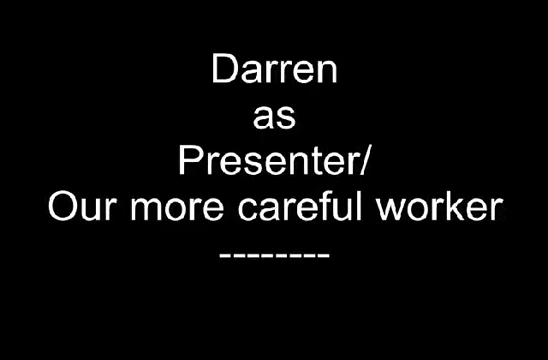 Darren
as
Presenter/
Our more careful worker
--------